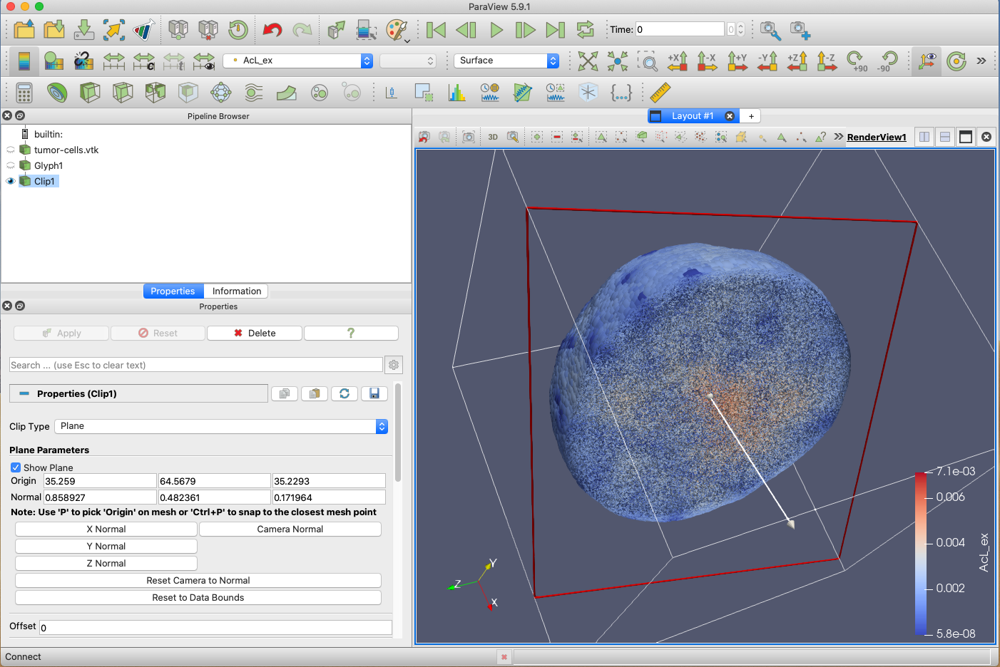 ParaView 5.9.1
Time: 0
0
AcL_ex
Surface
+X
-X
+Y
-Y
+Z
-Z
+90
-90
Pipeline Browser
builtin:
tumor-cells.vtk
Glyph1
Clip1
Properties
Information
Properties
Apply
Reset
Delete
?
Search ... (use Esc to clear text)
Properties (Clip1)
Clip Type
Plane
Plane Parameters
Show Plane
Origin 35.259 64.5679 35.2293
Normal 0.858927 0.482361 0.171964
Note: Use 'P' to pick 'Origin' on mesh or 'Ctrl+P' to snap to the closest mesh point
X Normal
Camera Normal
Y Normal
Z Normal
Reset Camera to Normal
Reset to Data Bounds
Offset 0
Connect
Layout #1
+
3D
RenderView1
7.1e-03
0.006
0.004
0.002
5.8e-08
AcL_ex
Y
Z
X